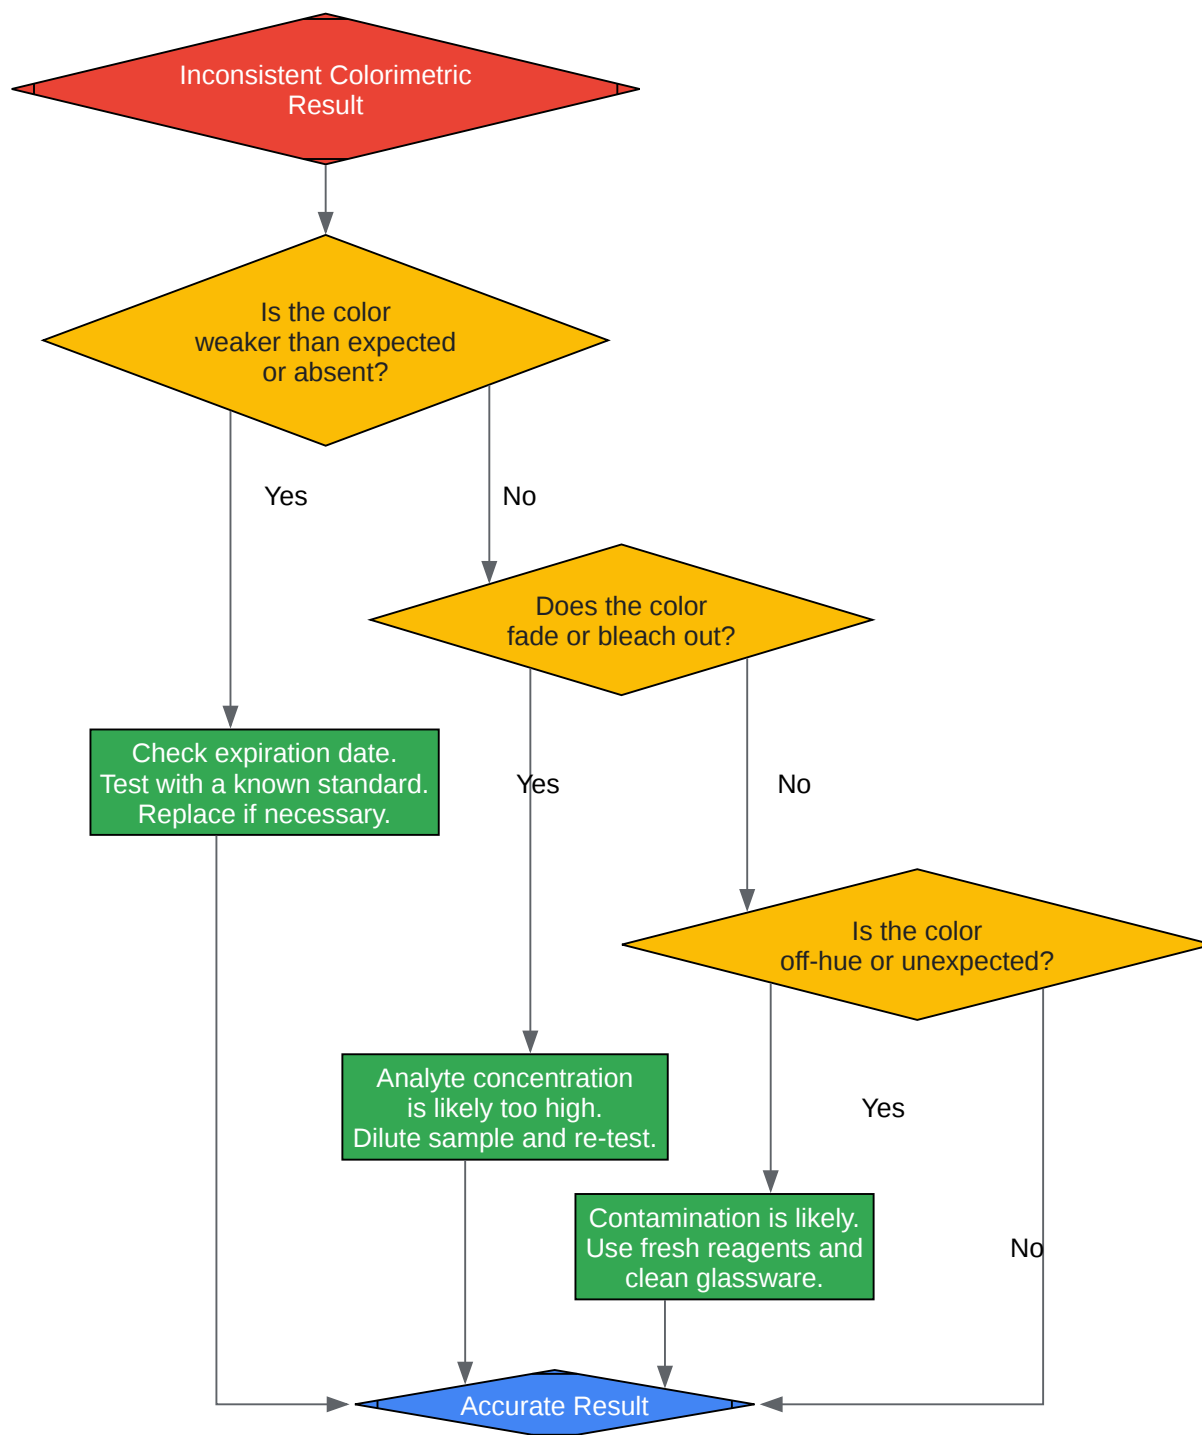 Inconsistent Colorimetric
Result
Is the color
weaker than expected
or absent?
Yes
No
Does the color
fade or bleach out?
Check expiration date.
Test with a known standard.
Replace if necessary.
Yes
No
Is the color
off-hue or unexpected?
Analyte concentration
is likely too high.
Dilute sample and re-test.
Yes
Contamination is likely.
Use fresh reagents and
clean glassware.
No
Accurate Result